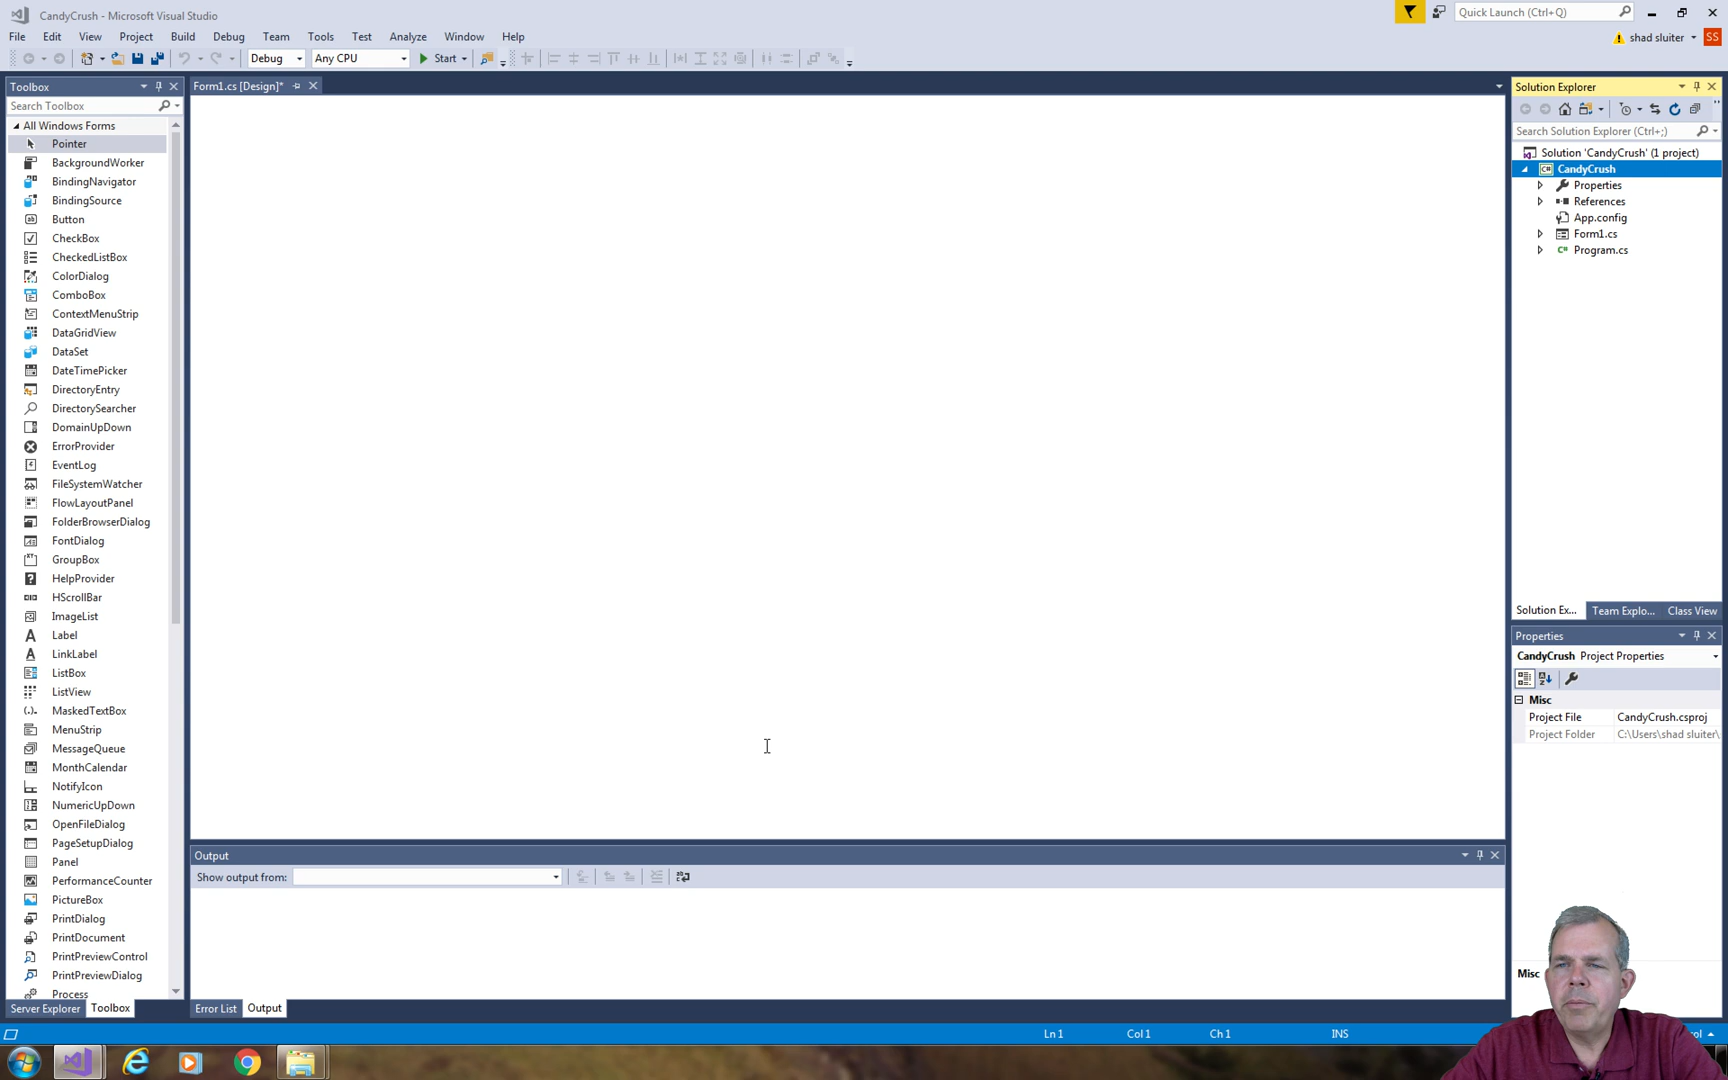 CandyCrush - Microsoft Visual Studio
Quick Launch (Ctrl+Q)
File Edit View Project Build Debug Team Tools Test Analyze Window Help
shad sluiter SS
Debug Any CPU Start
Toolbox
Search Toolbox
All Windows Forms
Pointer
BackgroundWorker
BindingNavigator
BindingSource
Button
CheckBox
CheckedListBox
ColorDialog
ComboBox
ContextMenuStrip
DataGridView
DataSet
DateTimePicker
DirectoryEntry
DirectorySearcher
DomainUpDown
ErrorProvider
EventLog
FileSystemWatcher
FlowLayoutPanel
FolderBrowserDialog
FontDialog
GroupBox
HelpProvider
HScrollBar
ImageList
Label
LinkLabel
ListBox
ListView
MaskedTextBox
MenuStrip
MessageQueue
MonthCalendar
NotifyIcon
NumericUpDown
OpenFileDialog
PageSetupDialog
Panel
PerformanceCounter
PictureBox
PrintDialog
PrintDocument
PrintPreviewControl
PrintPreviewDialog
Process
Server Explorer Toolbox
Form1.cs [Design]*
Output
Show output from:
Error List Output
Solution Explorer
Search Solution Explorer (Ctrl+;)
Solution 'CandyCrush' (1 project)
CandyCrush
Properties
References
App.config
Form1.cs
Program.cs
Solution Ex... Team Explo... Class View
Properties
CandyCrush Project Properties
Misc
Project File CandyCrush.csproj
Project Folder C:\Users\shad sluiter\
Misc
Ln 1 Col 1 Ch 1 INS